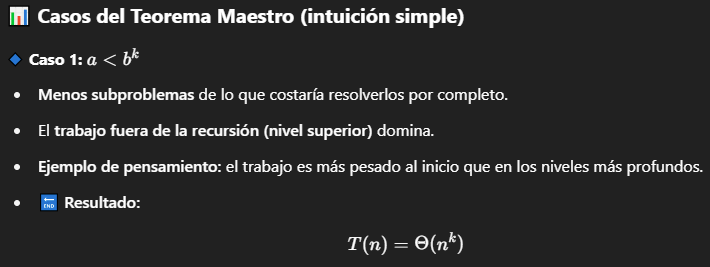 📊 Casos del Teorema Maestro (intuición simple)
🔹 Caso 1: a < b^k
• Menos subproblemas de lo que costaría resolverlos por completo.
• El trabajo fuera de la recursión (nivel superior) domina.
• Ejemplo de pensamiento: el trabajo es más pesado al inicio que en los niveles más profundos.
• 🔚 Resultado:
T(n) = Θ(n^k)